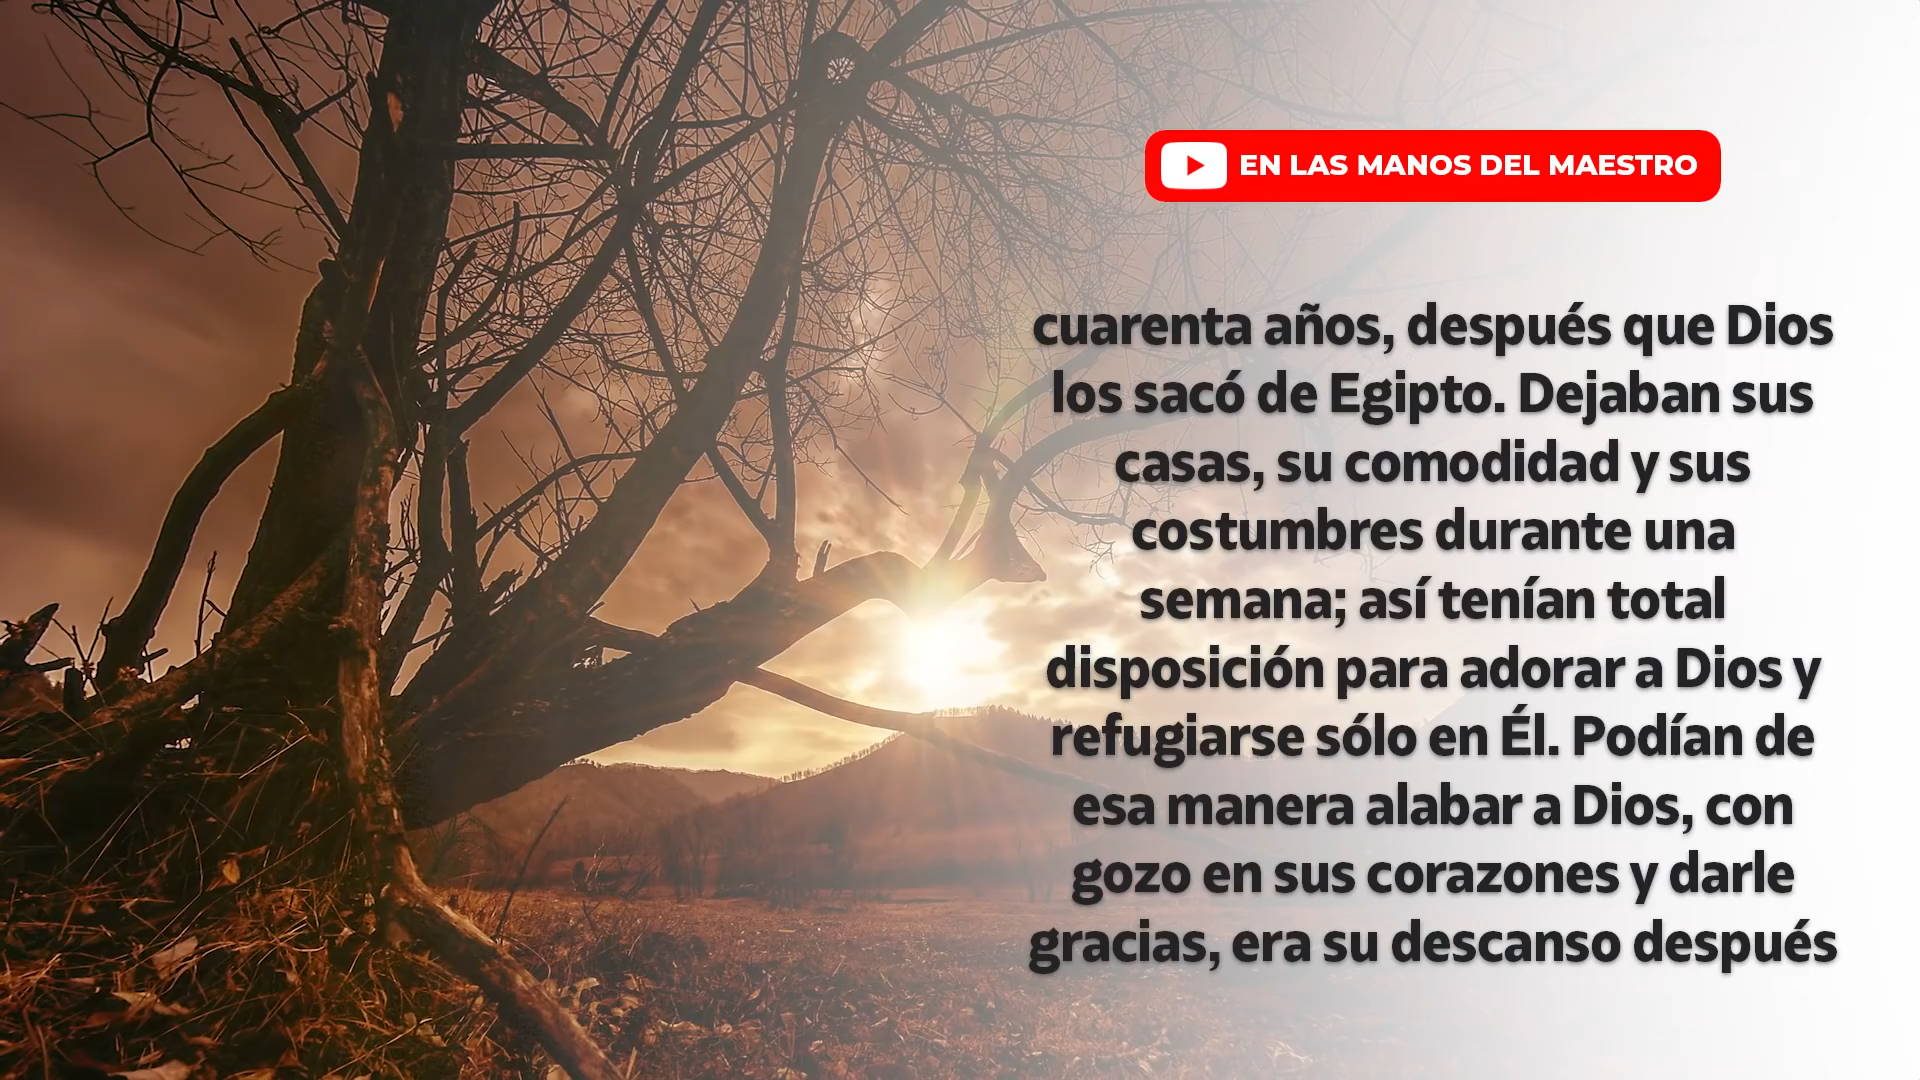 EN LAS MANOS DEL MAESTRO
cuarenta años, después que Dios
los sacó de Egipto. Dejaban sus
casas, su comodidad y sus
costumbres durante una
semana; así tenían total
disposición para adorar a Dios y
refugiarse sólo en Él. Podían de
esa manera alabar a Dios, con
gozo en sus corazones y darle
gracias, era su descanso después